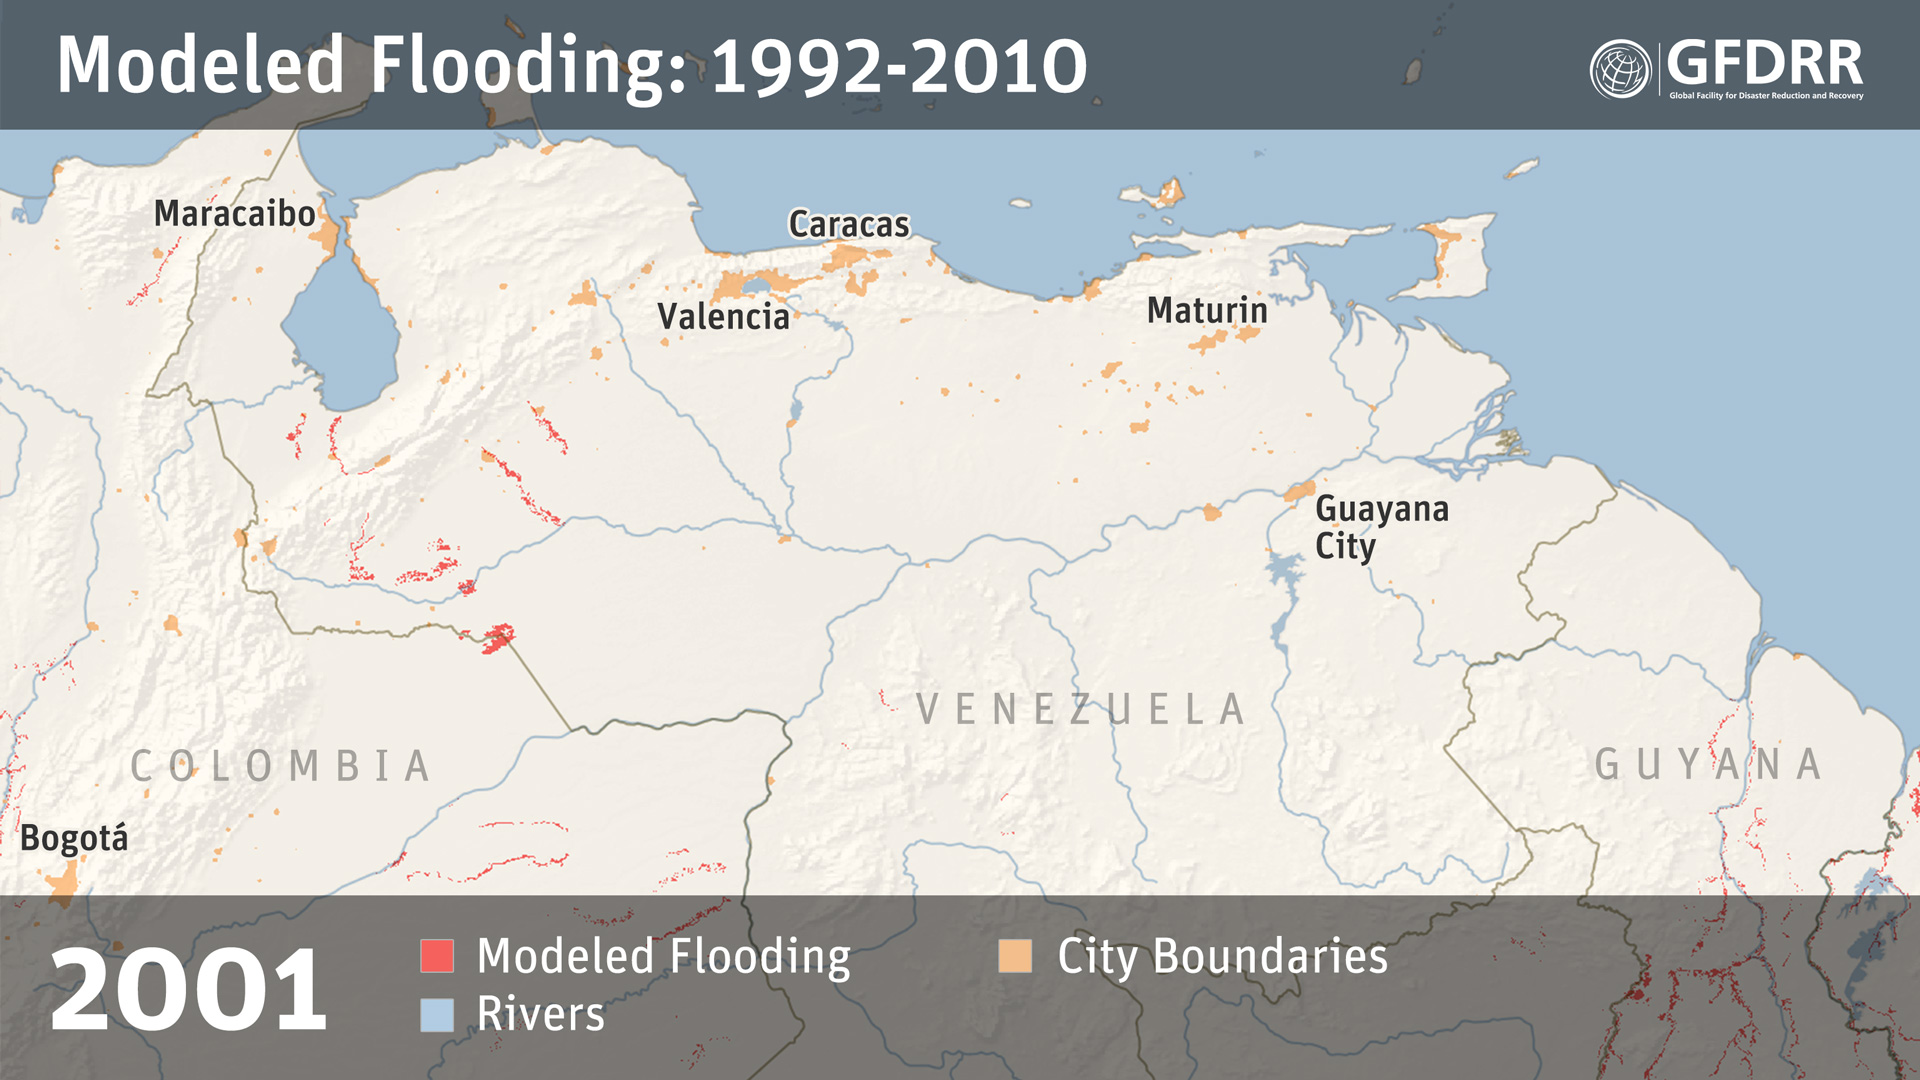 Modeled Flooding: 1992-2010
GFDRR
Global Facility for Disaster Reduction and Recovery
Maracaibo
Caracas
Valencia
Maturin
Guayana
City
VENEZUELA
COLOMBIA
GUYANA
Bogotá
2001
Modeled Flooding
City Boundaries
Rivers